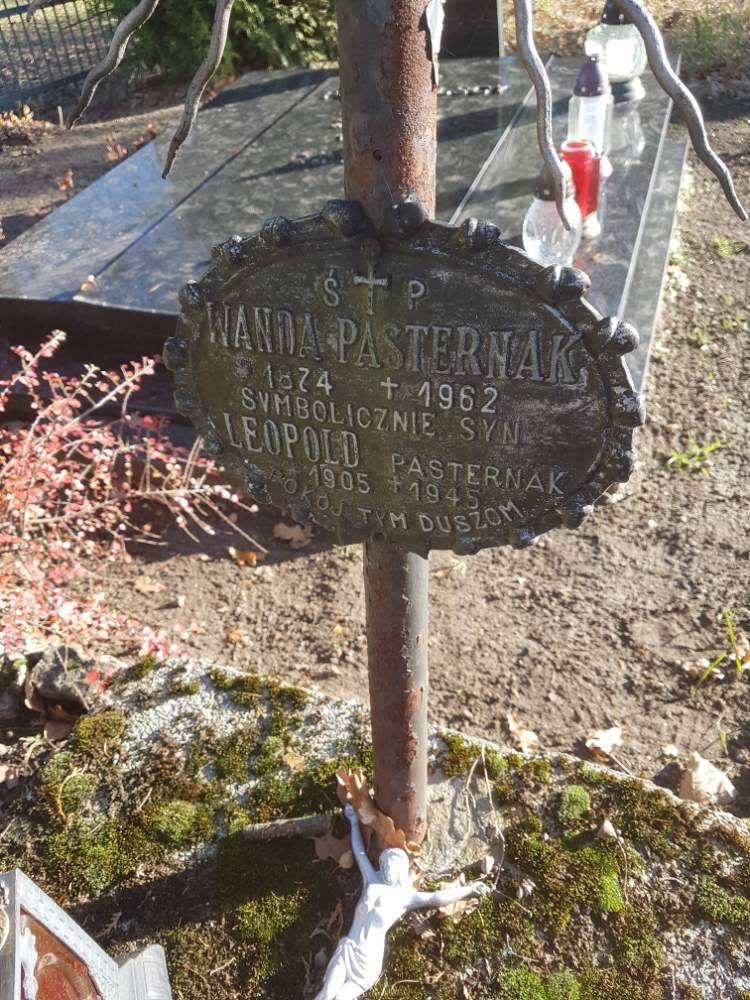 Ś † P
WANDA PASTERNAK
* 1874 + 1962
SYMBOLICZNIE SYN
LEOPOLD PASTERNAK
1905 + 1945
POKÓJ TYM DUSZOM